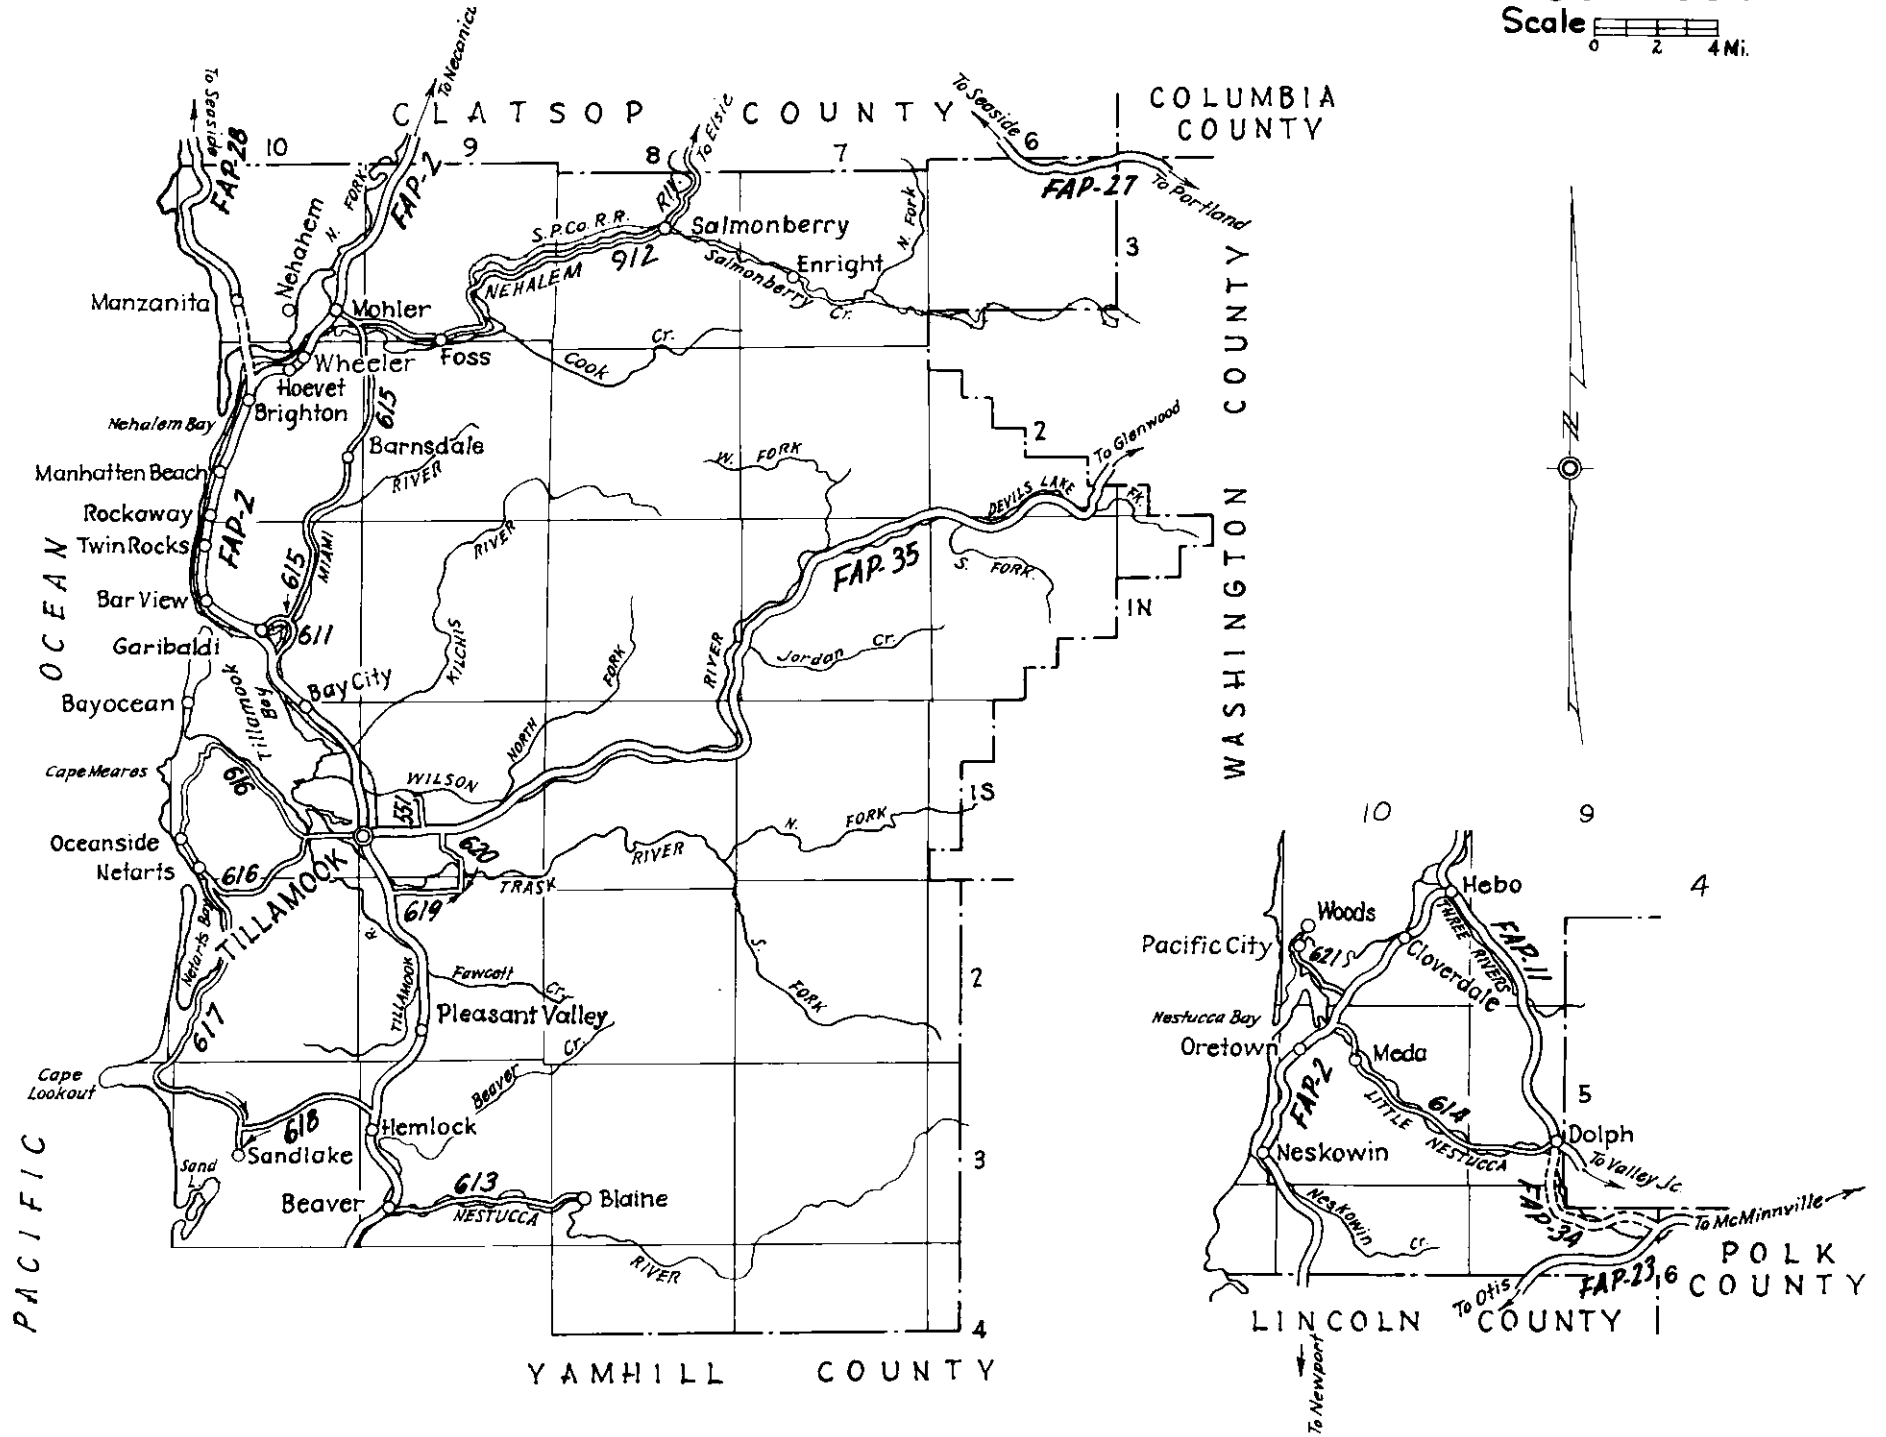 Scale
0 2 4 Mi.
To Seaside
To Necanicum
FAP-28
CLATSOP COUNTY
COLUMBIA
COUNTY
To Seaside
To Elsie
10 9 8 7 6
FAP-2
FAP-27
To Portland
N. FORK
Nehahem
RIV.
S.P.Co. R.R.
Salmonberry
912
NEHALEM
Salmonberry
Cr.
Enright
N. Fork
3
Manzanita
Mohler
Foss
Wheeler
Hoevet
Brighton
Cook Cr.
615
Nehalem Bay
Barnsdale
RIVER
W. FORK
2
To Glenwood
DEVILS LAKE
FK.
WASHINGTON COUNTY
N
Manhatten Beach
Rockaway
Twin Rocks
FAP-2
615
MIAMI
RIVER
KILCHIS
FAP-35
S. FORK
1N
OCEAN
Bar View
Garibaldi
611
Jordan Cr.
RIVER
NORTH FORK
Bayocean
Tillamook
Bay
Bay City
Cape Meares
616
WILSON
551
1S
Oceanside
Netarts
616
TILLAMOOK
620
619
TRASK
RIVER
N. FORK
Netarts Bay
R.
TILLAMOOK
Fawcett Cr.
S. FORK
2
617
Pleasant Valley
Beaver Cr.
Cape
Lookout
618
Sandlake
Hemlock
Sand
L.
PACIFIC
Beaver
613
NESTUCCA
Blaine
RIVER
3
4
YAMHILL COUNTY
10 9
4
Hebo
Woods
Pacific City
621
Cloverdale
THREE RIVERS
FAP-11
Nestucca Bay
Oretown
Meda
FAP-2
LITTLE
614
NESTUCCA
5
Dolph
To Valley Jc.
Neskowin
Neskowin Cr.
FAP-34
To McMinnville
FAP-23
6
POLK
COUNTY
To Otis
LINCOLN COUNTY
To Newport